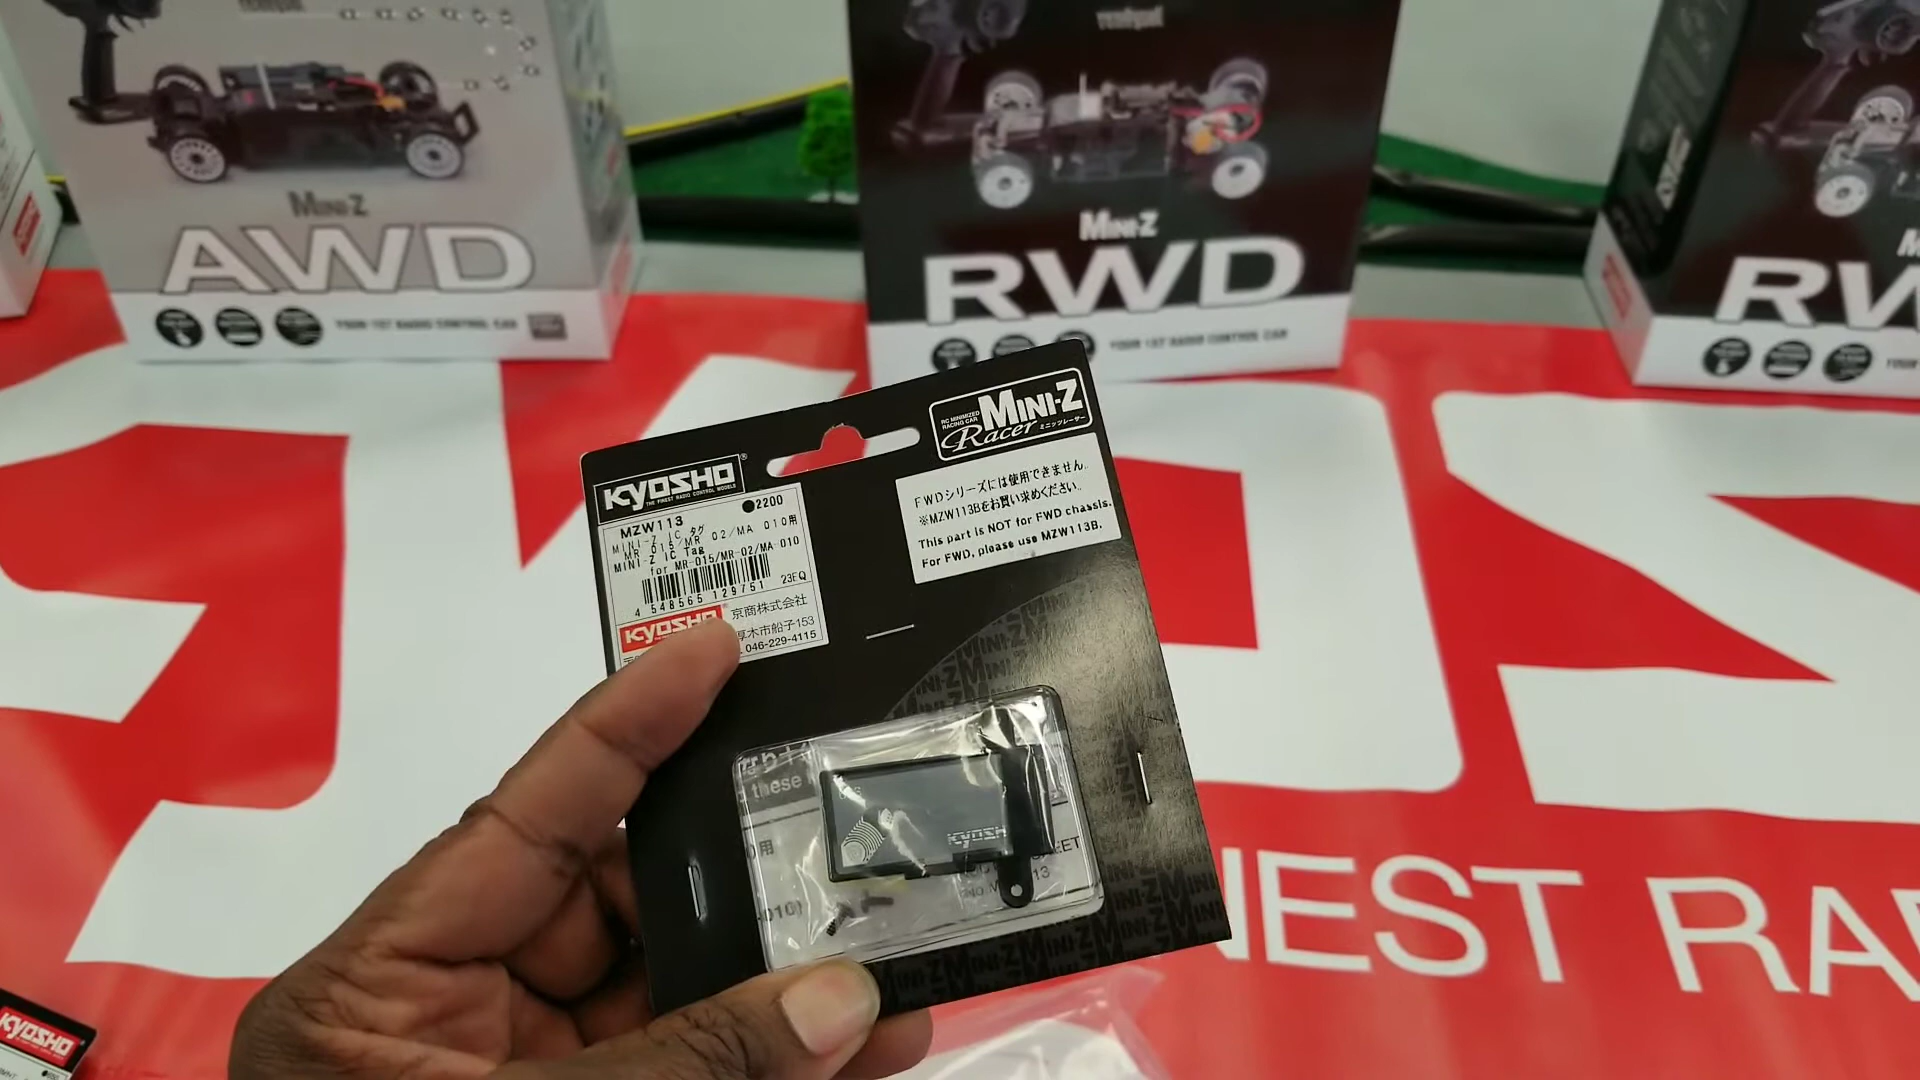 MINI-Z
AWD
YOUR 1ST RADIO CONTROL CAR
MINI-Z
RWD
YOUR 1ST RADIO CONTROL CAR
RW
KYOSHO
THE FINEST RADIO CONTROL MODELS
RC MINIMIZED
RACING CAR
MINI-Z
Racer ミニッツレーサー
●2200
MZW113
MINI-Z IC タグ
MR 015/MR 02/MA 010用
MINI-Z IC Tag
for MR-015/MR-02/MA-010
23EQ
4 548565 129751
KYOSHO
京商株式会社
厚木市船子153
046-229-4115
FWDシリーズには使用できません。
※MZW113Bをお買い求めください。
This part is NOT for FWD chassis.
For FWD, please use MZW113B.
these
用
KYOSH
EET
13
-010)
NEST RA
KYOSHO